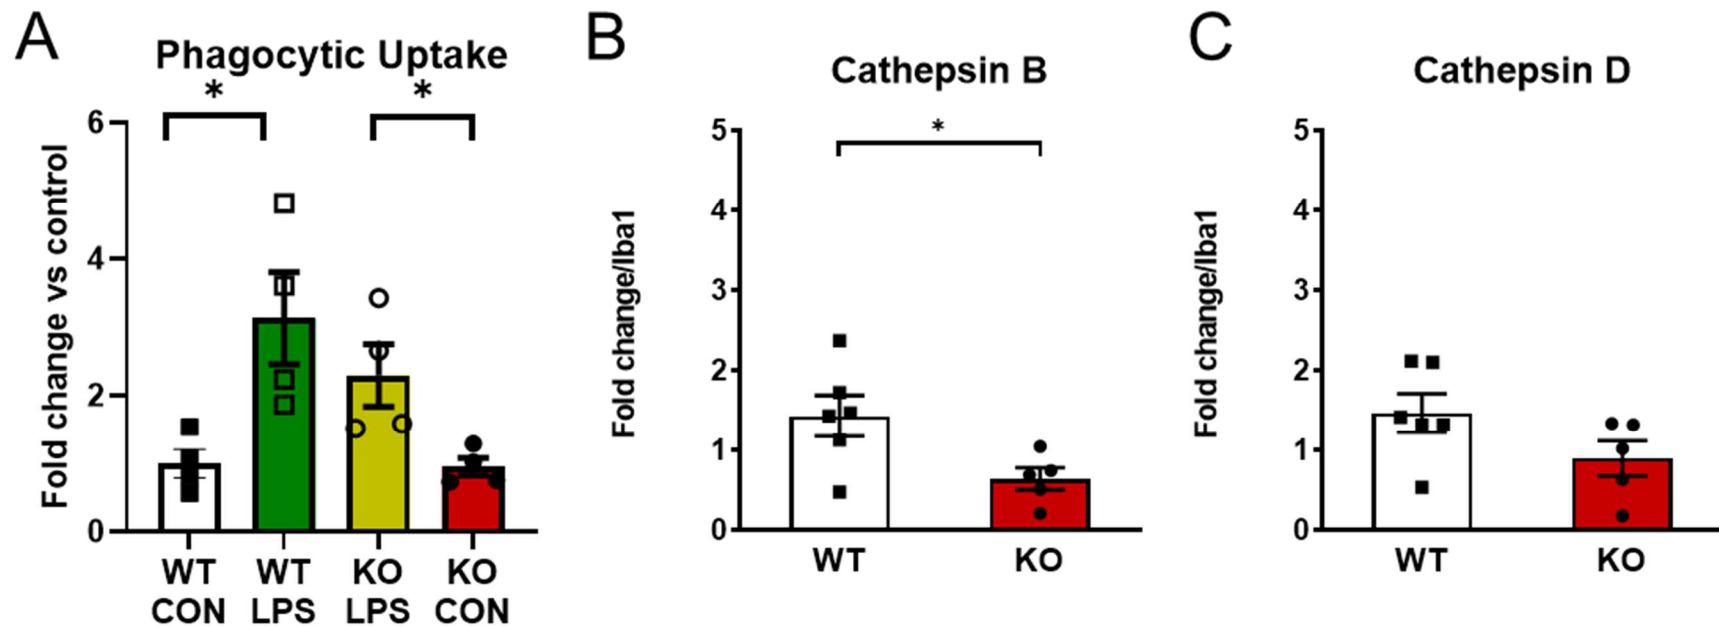 A
Phagocytic Uptake
*
*
Fold change vs control
6
4
2
0
WT
CON
WT
LPS
KO
LPS
KO
CON
B
Cathepsin B
*
Fold change/Iba1
5
4
3
2
1
0
WT
KO
C
Cathepsin D
Fold change/Iba1
5
4
3
2
1
0
WT
KO